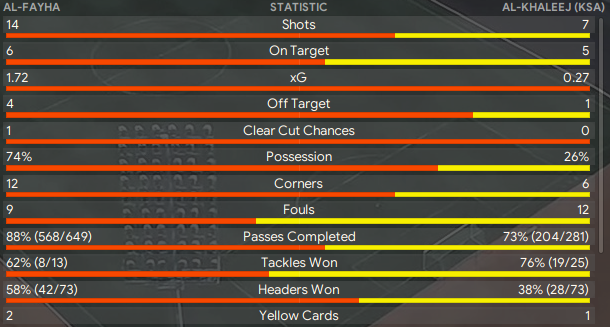 AL-FAYHA STATISTIC AL-KHALEEJ (KSA)
14 Shots 7
6 On Target 5
1.72 xG 0.27
4 Off Target 1
1 Clear Cut Chances 0
74% Possession 26%
12 Corners 6
9 Fouls 12
88% (568/649) Passes Completed 73% (204/281)
62% (8/13) Tackles Won 76% (19/25)
58% (42/73) Headers Won 38% (28/73)
2 Yellow Cards 1